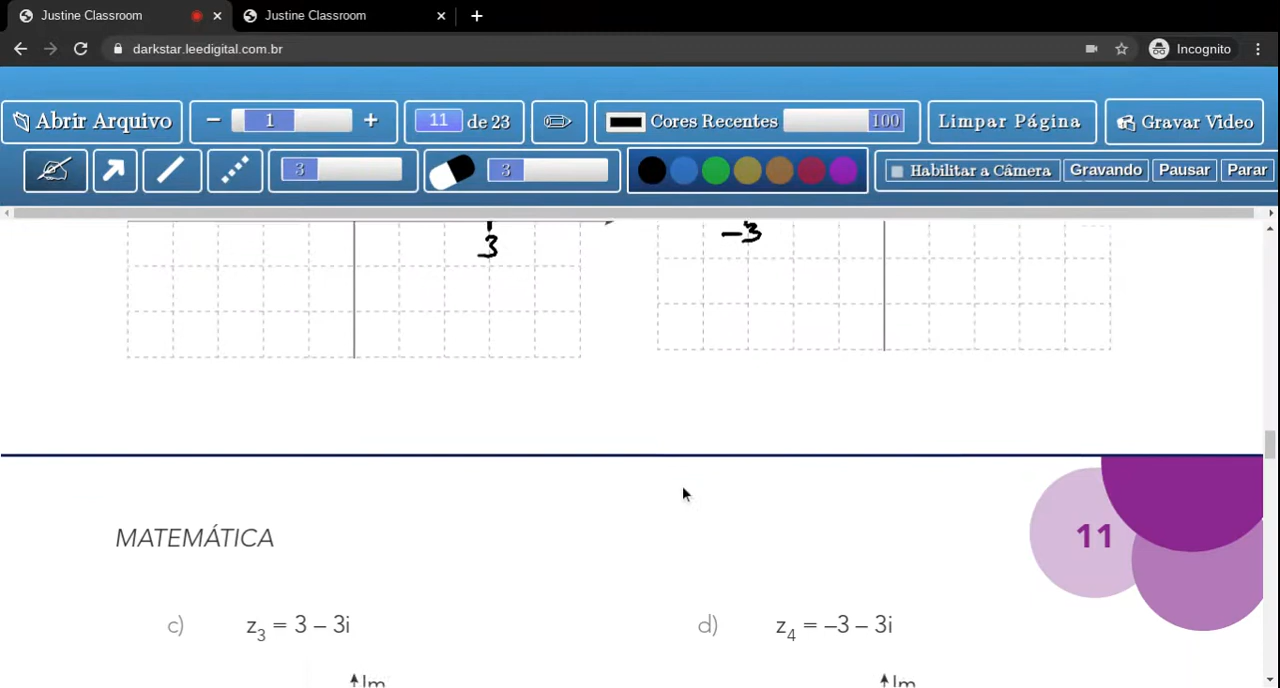 Justine Classroom
Justine Classroom
darkstar.leedigital.com.br
Incognito
Abrir Arquivo
1
11 de 23
Cores Recentes
100
Limpar Página
Gravar Video
3
3
Habilitar a Câmera
Gravando
Pausar
Parar
3
-3
MATEMÁTICA
11
c) z₃ = 3 – 3i
d) z₄ = –3 – 3i
Im
Im